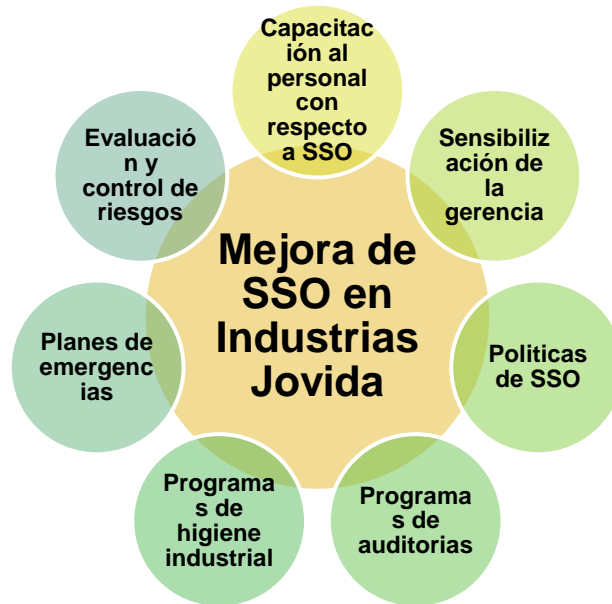 Capacitac
ión al
personal
con
respecto
a SSO
Sensibiliz
ación de
la
gerencia
Politicas
de SSO
Programa
s de
auditorias
Programa
s de
higiene
industrial
Planes de
emergenc
ias
Evaluació
n y
control de
riesgos
Mejora de
SSO en
Industrias
Jovida